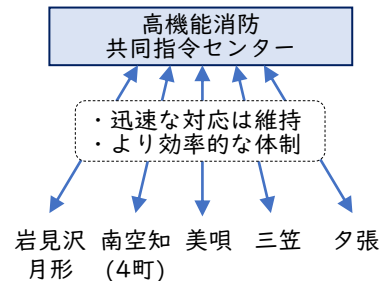 高機能消防
共同指令センター
・迅速な対応は維持
・より効率的な体制
岩見沢 南空知 美唄 三笠 夕張
月形 (4町)